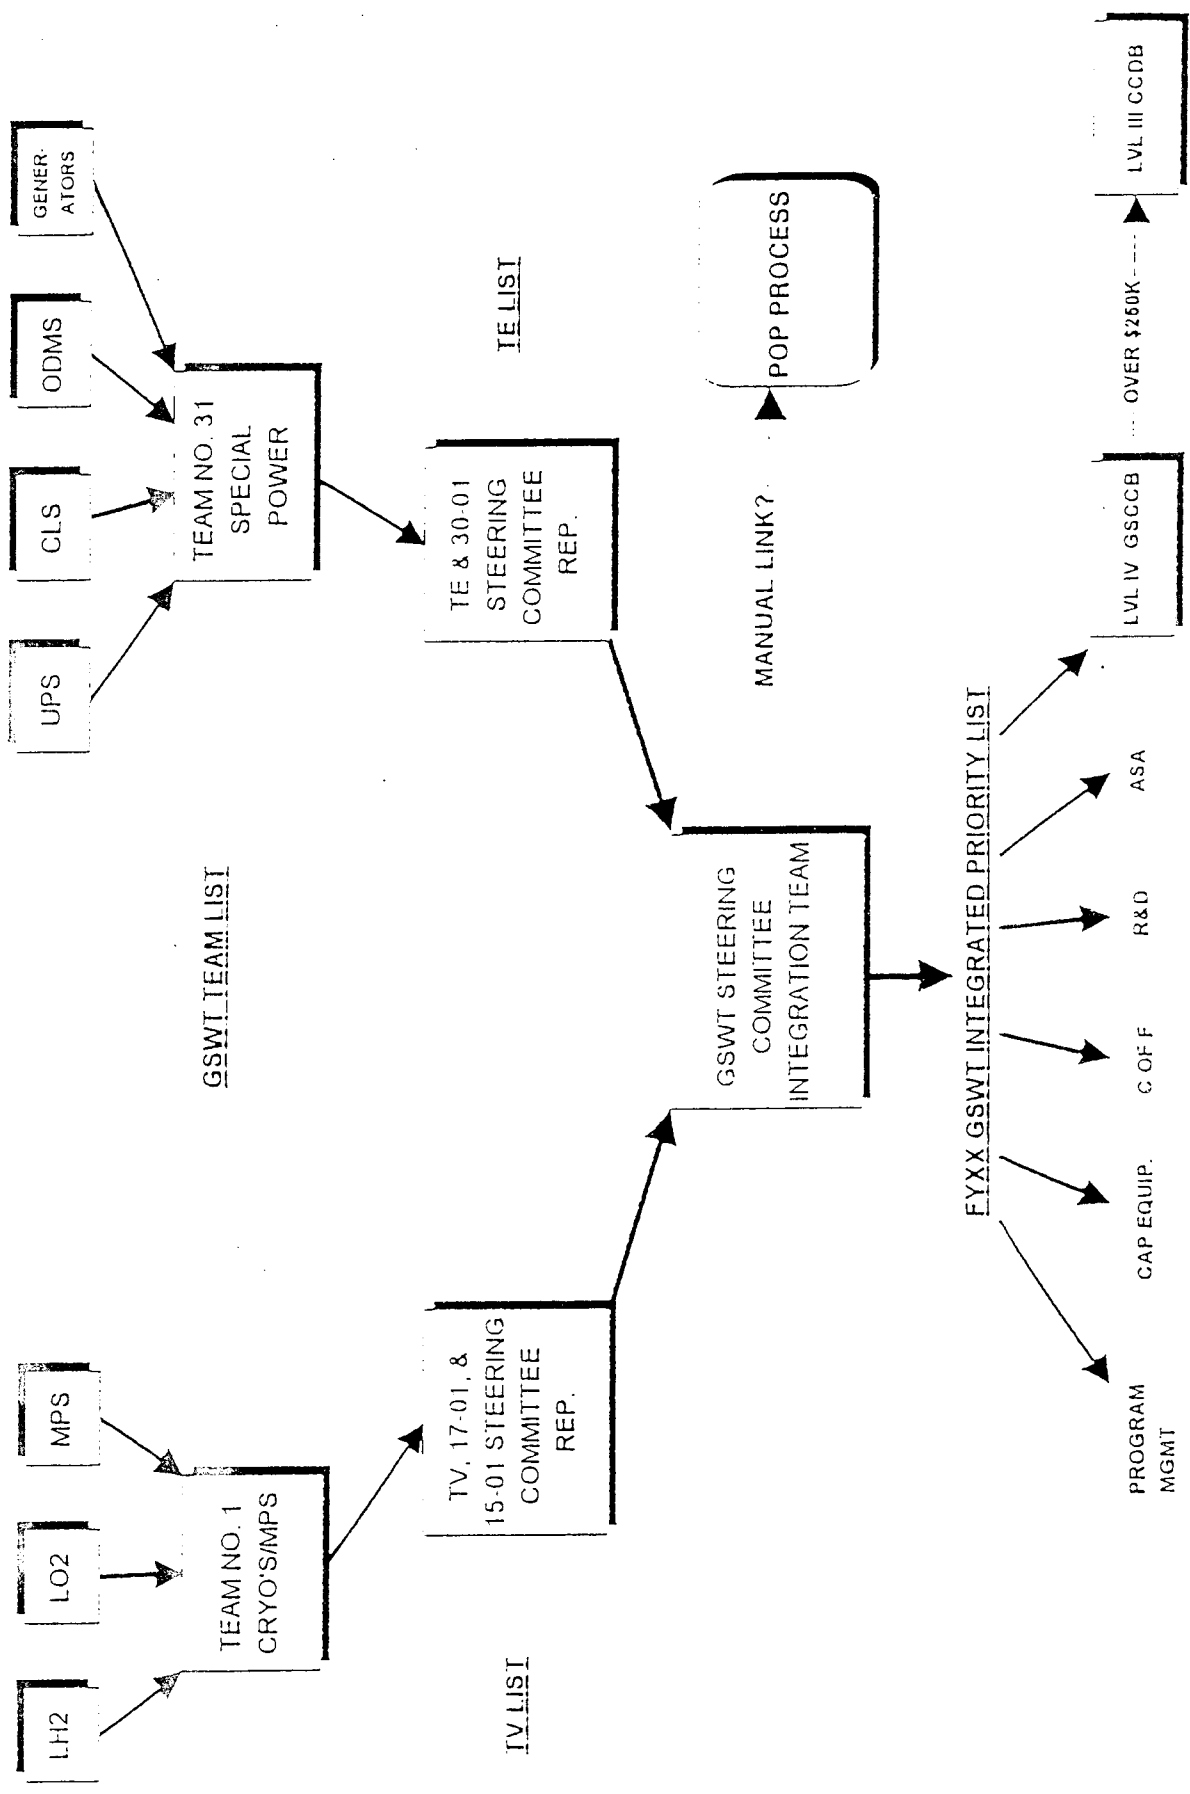 LH2
LO2
MPS
UPS
CLS
ODMS
GENER-
ATORS
TEAM NO. 1
CRYO'S/MPS
GSWT TEAM LIST
TEAM NO. 31
SPECIAL
POWER
TV LIST
TV, 17-01, &
15-01 STEERING
COMMITTEE
REP.
TE & 30-01
STEERING
COMMITTEE
REP.
TE LIST
GSWT STEERING
COMMITTEE
INTEGRATION TEAM
MANUAL LINK?
POP PROCESS
FYXX GSWT INTEGRATED PRIORITY LIST
PROGRAM
MGMT
CAP EQUIP.
C OF F
R&D
ASA
LVL IV GSCCB
OVER $250K
LVL III CCDB